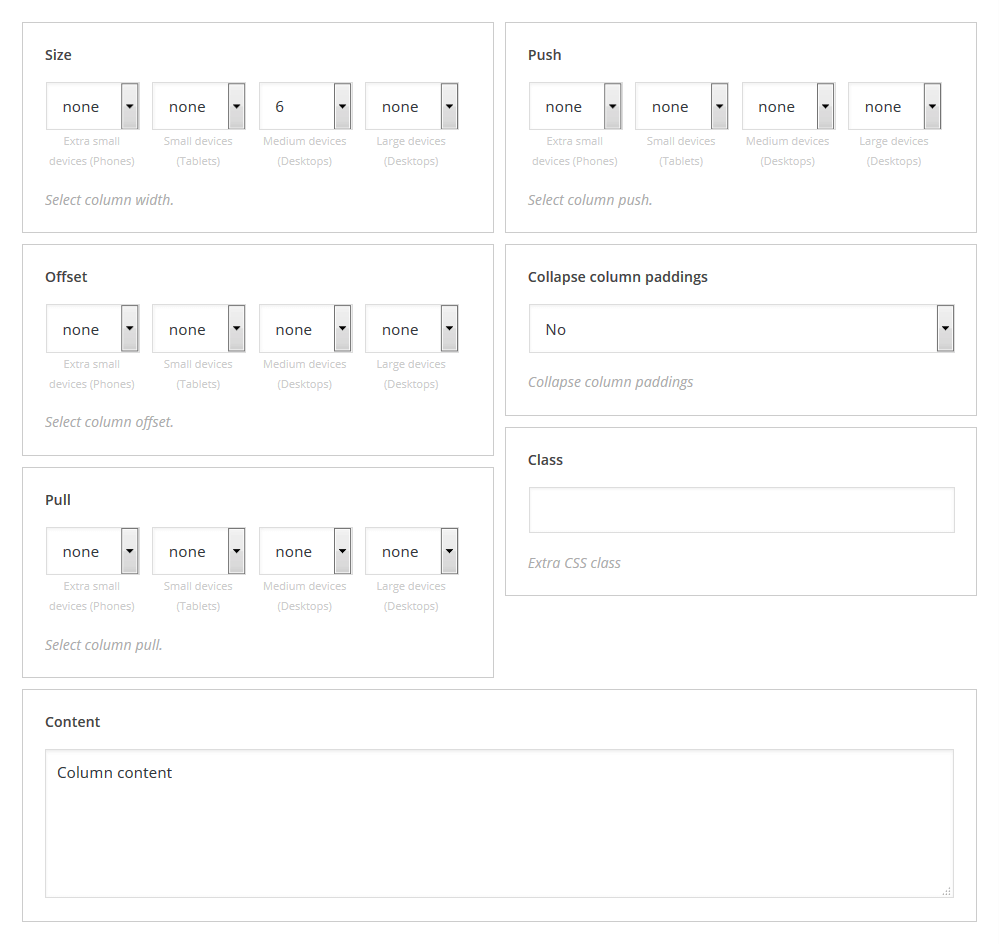 Size
none none 6 none
Extra small Small devices Medium devices Large devices
devices (Phones) (Tablets) (Desktops) (Desktops)
Select column width.
Push
none none none none
Extra small Small devices Medium devices Large devices
devices (Phones) (Tablets) (Desktops) (Desktops)
Select column push.
Offset
none none none none
Extra small Small devices Medium devices Large devices
devices (Phones) (Tablets) (Desktops) (Desktops)
Select column offset.
Collapse column paddings
No
Collapse column paddings
Pull
none none none none
Extra small Small devices Medium devices Large devices
devices (Phones) (Tablets) (Desktops) (Desktops)
Select column pull.
Class
Extra CSS class
Content
Column content